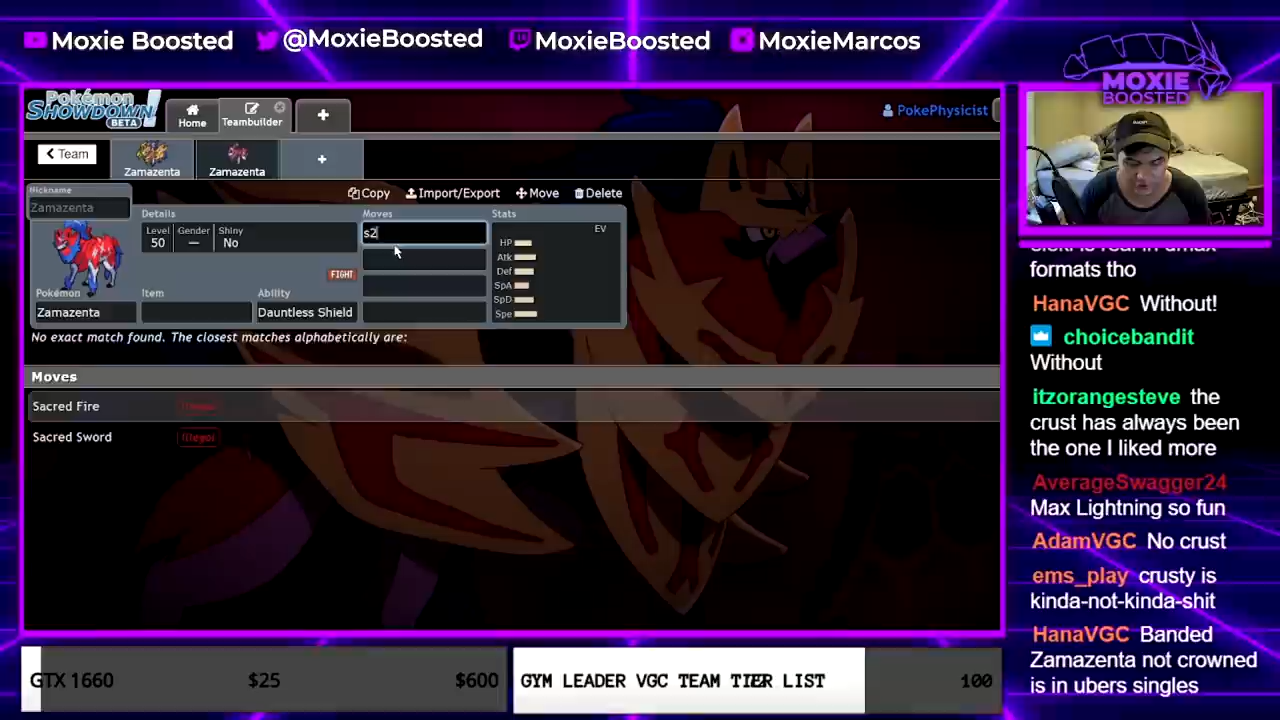 Moxie Boosted @MoxieBoosted MoxieBoosted MoxieMarcos
MOXIE
BOOSTED
Pokémon
SHOWDOWN!
BETA
Home
Teambuilder
+
PokePhysicist
< Team
Zamazenta
Zamazenta
+
Nickname
Zamazenta
Copy Import/Export Move Delete
Details
Moves
Stats
Level
50
Gender
—
Shiny
No
s2
EV
HP
Atk
Def
SpA
SpD
Spe
FIGHT
Pokémon
Zamazenta
Item
Ability
Dauntless Shield
No exact match found. The closest matches alphabetically are:
Moves
Sacred Fire Illegal
Sacred Sword Illegal
formats tho
HanaVGC Without!
choicebandit
Without
itzorangesteve the
crust has always been
the one I liked more
AverageSwagger24
Max Lightning so fun
AdamVGC No crust
ems_play crusty is
kinda-not-kinda-shit
HanaVGC Banded
Zamazenta not crowned
is in ubers singles
GTX 1660 $25 $600
GYM LEADER VGC TEAM TIER LIST 100